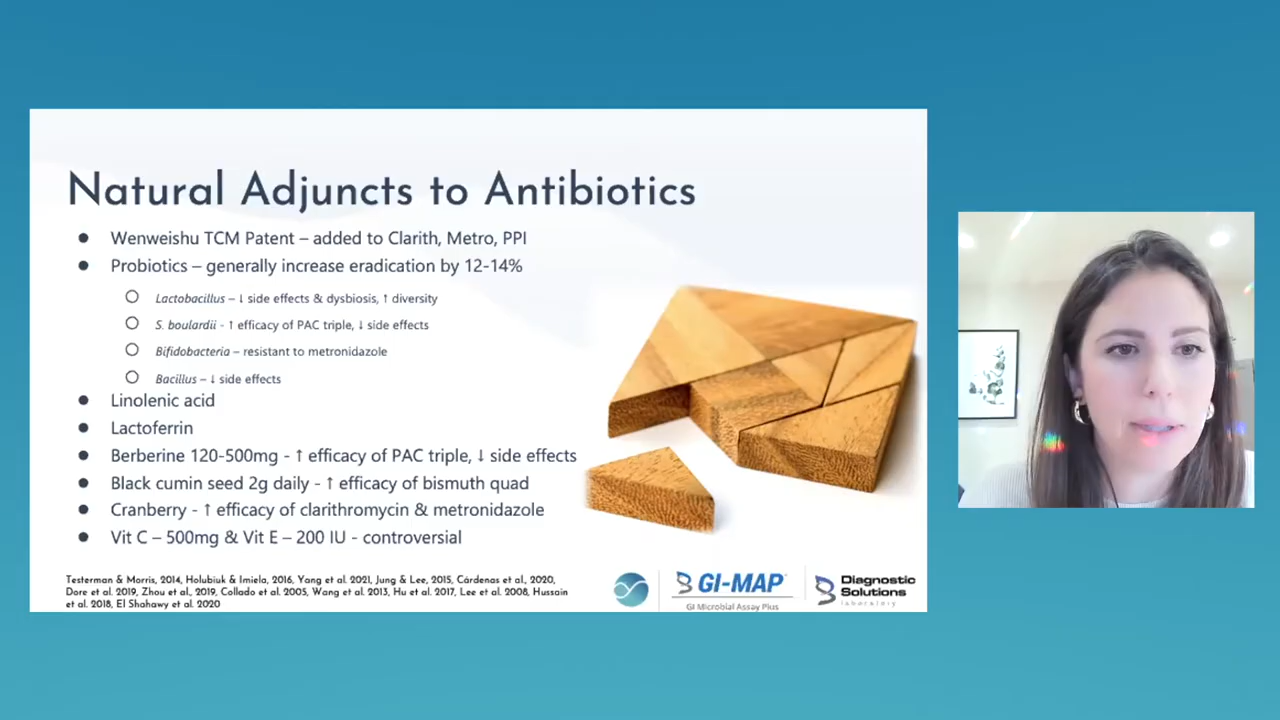 Natural Adjuncts to Antibiotics
● Wenweishu TCM Patent – added to Clarith, Metro, PPI
● Probiotics – generally increase eradication by 12-14%
○ Lactobacillus – ↓ side effects & dysbiosis, ↑ diversity
○ S. boulardii - ↑ efficacy of PAC triple, ↓ side effects
○ Bifidobacteria – resistant to metronidazole
○ Bacillus – ↓ side effects
● Linolenic acid
● Lactoferrin
● Berberine 120-500mg - ↑ efficacy of PAC triple, ↓ side effects
● Black cumin seed 2g daily - ↑ efficacy of bismuth quad
● Cranberry - ↑ efficacy of clarithromycin & metronidazole
● Vit C – 500mg & Vit E – 200 IU - controversial
Testerman & Morris, 2014, Holubiuk & Imiela, 2016, Yang et al. 2021, Jung & Lee, 2015, Cárdenas et al., 2020,
Dore et al. 2019, Zhou et al., 2019, Collado et al. 2005, Wang et al. 2013, Hu et al. 2017, Lee et al. 2008, Hussain
et al. 2018, El Shahawy et al. 2020
GI-MAP
GI Microbial Assay Plus
Diagnostic
Solutions
laboratory